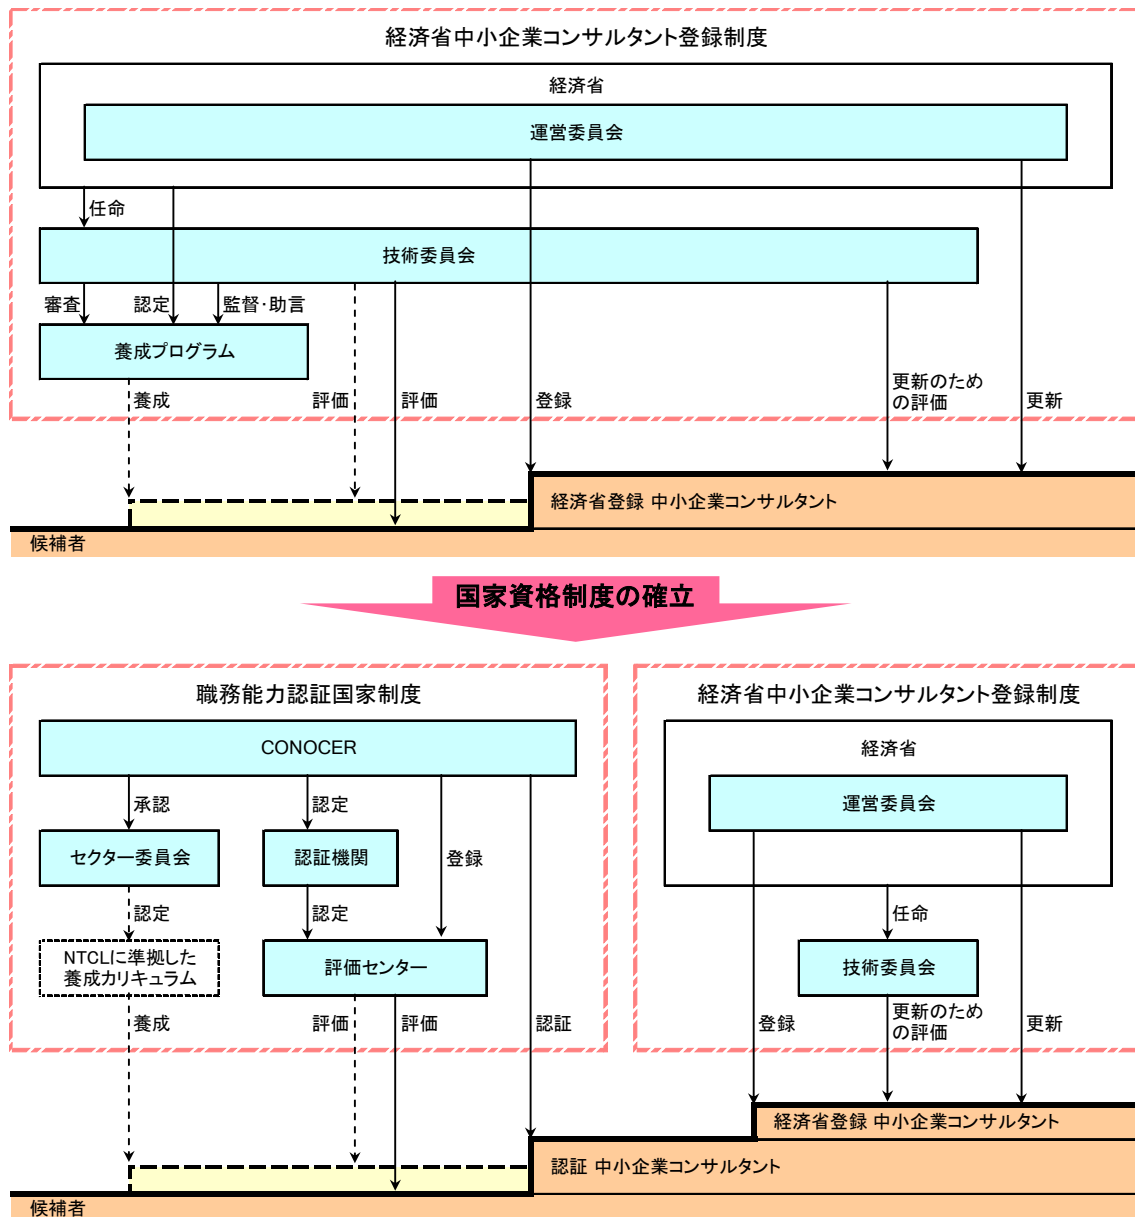 経済省中小企業コンサルタント登録制度
経済省
運営委員会
任命
技術委員会
審査
認定
監督・助言
養成プログラム
養成
評価
評価
登録
更新のため
の評価
更新
経済省登録 中小企業コンサルタント
候補者
国家資格制度の確立
職務能力認証国家制度
CONOCER
承認
認定
セクター委員会
認証機関
登録
認定
認定
NTCLに準拠した
養成カリキュラム
評価センター
養成
評価
評価
認証
経済省中小企業コンサルタント登録制度
経済省
運営委員会
任命
技術委員会
登録
更新のため
の評価
更新
経済省登録 中小企業コンサルタント
認証 中小企業コンサルタント
候補者